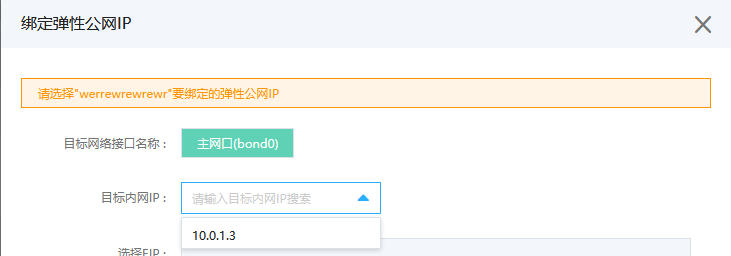 绑定弹性公网IP
请选择"werrewrewrewr"要绑定的弹性公网IP
目标网络接口名称：
主网口(bond0)
目标内网IP：
请输入目标内网IP搜索
10.0.1.3
选择EIP：